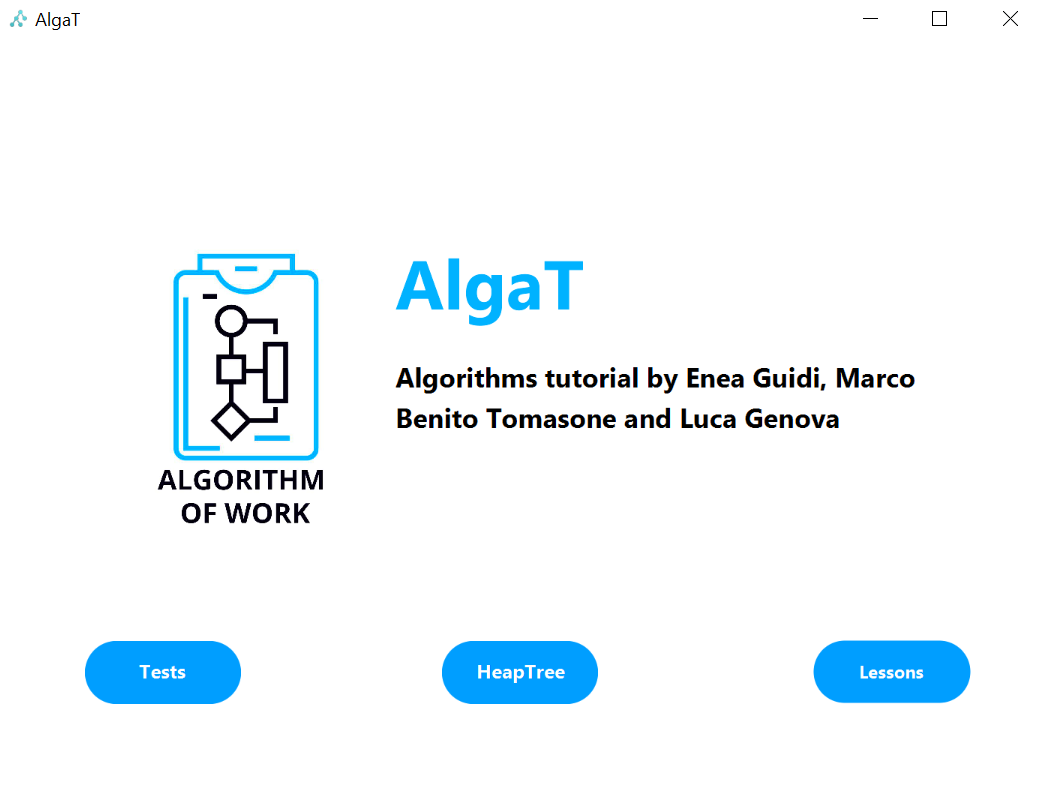 AlgaT
AlgaT
Algorithms tutorial by Enea Guidi, Marco
Benito Tomasone and Luca Genova
ALGORITHM
OF WORK
Tests
HeapTree
Lessons